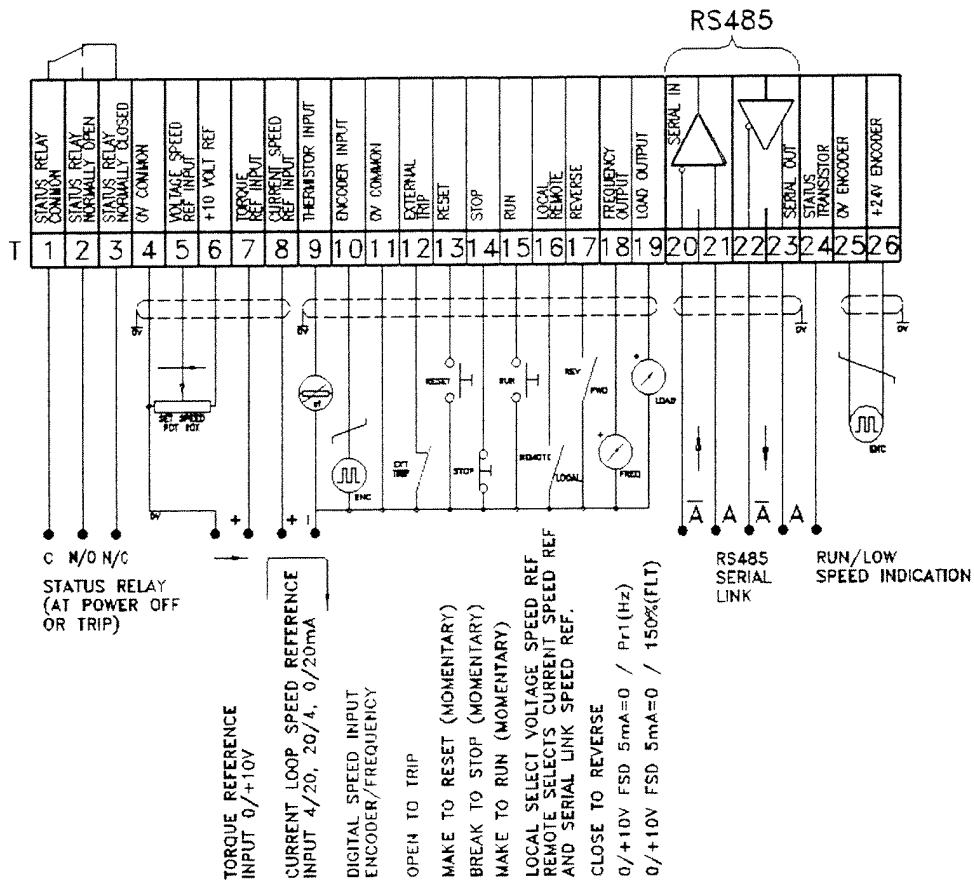 RS485
STATUS RELAY
COMMON
STATUS RELAY
NORMALLY OPEN
STATUS RELAY
NORMALLY CLOSED
0V COMMON
VOLTAGE SPEED
REF INPUT
+10 VOLT REF
TORQUE
REF INPUT
CURRENT SPEED
REF INPUT
THERMISTOR INPUT
ENCODER INPUT
0V COMMON
EXTERNAL
TRIP
RESET
STOP
RUN
LOCAL
REMOTE
REVERSE
FREQUENCY
OUTPUT
LOAD OUTPUT
SERIAL IN
SERIAL OUT
STATUS
TRANSISTOR
0V ENCODER
+24V ENCODER
T 1 2 3 4 5 6 7 8 9 10 11 12 13 14 15 16 17 18 19 20 21 22 23 24 25 26
0V
0V
0V
0V
SET SPEED
POT 10K
θt
ENC
EXT
TRIP
RESET
STOP
RUN
REMOTE
LOCAL
REV
FWD
+
FREQ
+
LOAD
ENC
0V
+
+
A̅ A A̅ A
C N/O N/C
STATUS RELAY
(AT POWER OFF
OR TRIP)
RS485
SERIAL
LINK
RUN/LOW
SPEED INDICATION
TORQUE REFERENCE
INPUT 0/+10V
CURRENT LOOP SPEED REFERENCE
INPUT 4/20, 20/4, 0/20mA
DIGITAL SPEED INPUT
ENCODER/FREQUENCY
OPEN TO TRIP
MAKE TO RESET (MOMENTARY)
BREAK TO STOP (MOMENTARY)
MAKE TO RUN (MOMENTARY)
LOCAL SELECT VOLTAGE SPEED REF
REMOTE SELECTS CURRENT SPEED REF
AND SERIAL LINK SPEED REF.
CLOSE TO REVERSE
0/+10V FSD 5mA=0 / Pr1(Hz)
0/+10V FSD 5mA=0 / 150%(FLT)